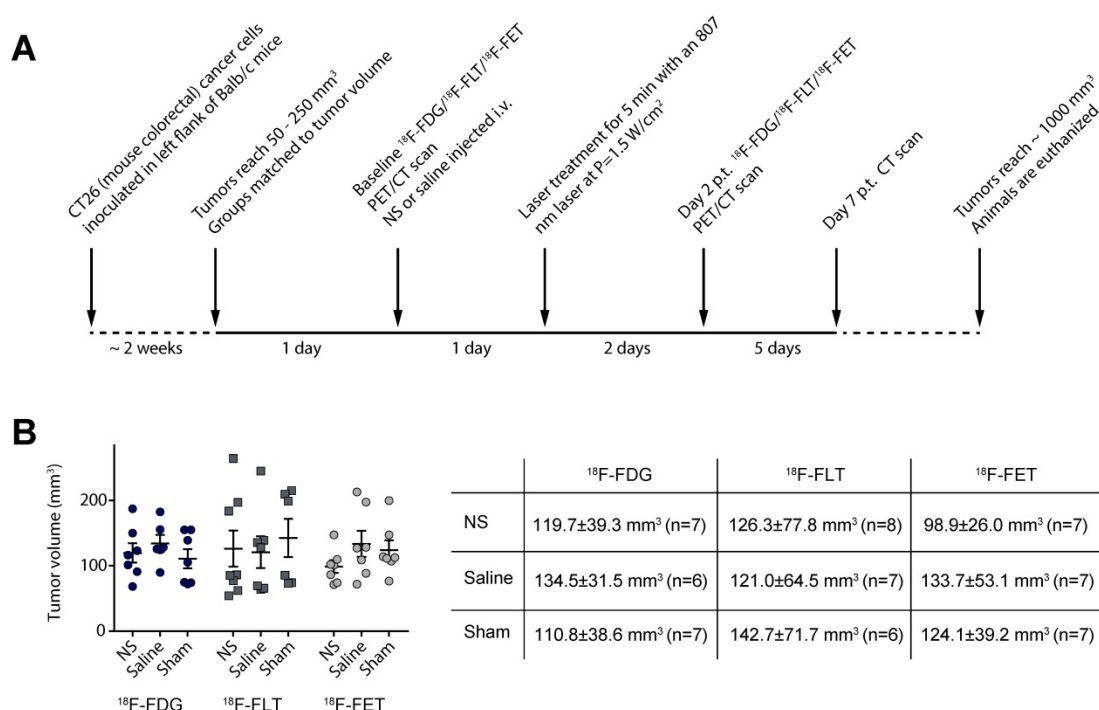 A
CT26 (mouse colorectal) cancer cells
inoculated in left flank of Balb/c mice
Tumors reach 50 - 250 mm³
Groups matched to tumor volume
Baseline ¹⁸F-FDG/¹⁸F-FLT/¹⁸F-FET
PET/CT scan
NS or saline injected i.v.
Laser treatment for 5 min with an 807
nm laser at P=1.5 W/cm²
Day 2 p.t. ¹⁸F-FDG/¹⁸F-FLT/¹⁸F-FET
PET/CT scan
Day 7 p.t. CT scan
Tumors reach ~ 1000 mm³
Animals are euthanized
~ 2 weeks
1 day
1 day
2 days
5 days
B
Tumor volume (mm³)
200
100
0
NS Saline Sham NS Saline Sham NS Saline Sham
¹⁸F-FDG ¹⁸F-FLT ¹⁸F-FET
¹⁸F-FDG ¹⁸F-FLT ¹⁸F-FET
NS 119.7±39.3 mm³ (n=7) 126.3±77.8 mm³ (n=8) 98.9±26.0 mm³ (n=7)
Saline 134.5±31.5 mm³ (n=6) 121.0±64.5 mm³ (n=7) 133.7±53.1 mm³ (n=7)
Sham 110.8±38.6 mm³ (n=7) 142.7±71.7 mm³ (n=6) 124.1±39.2 mm³ (n=7)